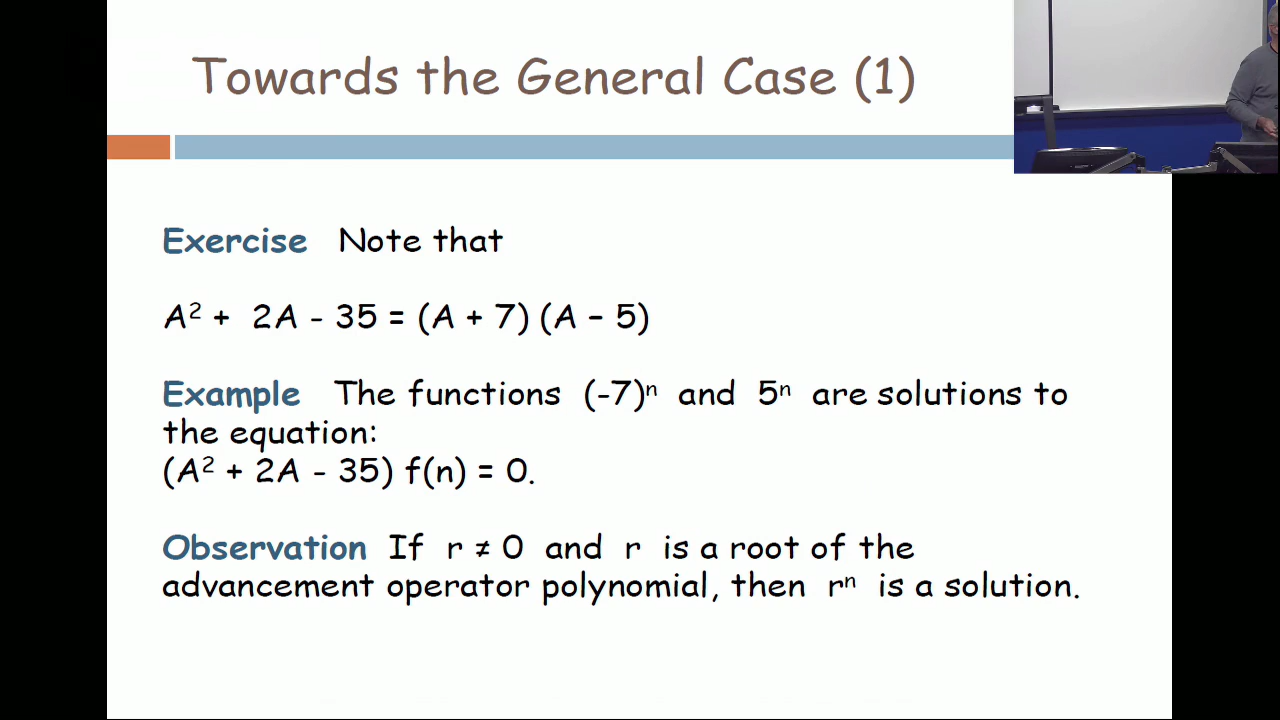 Towards the General Case (1)
Exercise Note that
A² + 2A - 35 = (A + 7) (A – 5)
Example The functions (-7)ⁿ and 5ⁿ are solutions to
the equation:
(A² + 2A - 35) f(n) = 0.
Observation If r ≠ 0 and r is a root of the
advancement operator polynomial, then rⁿ is a solution.